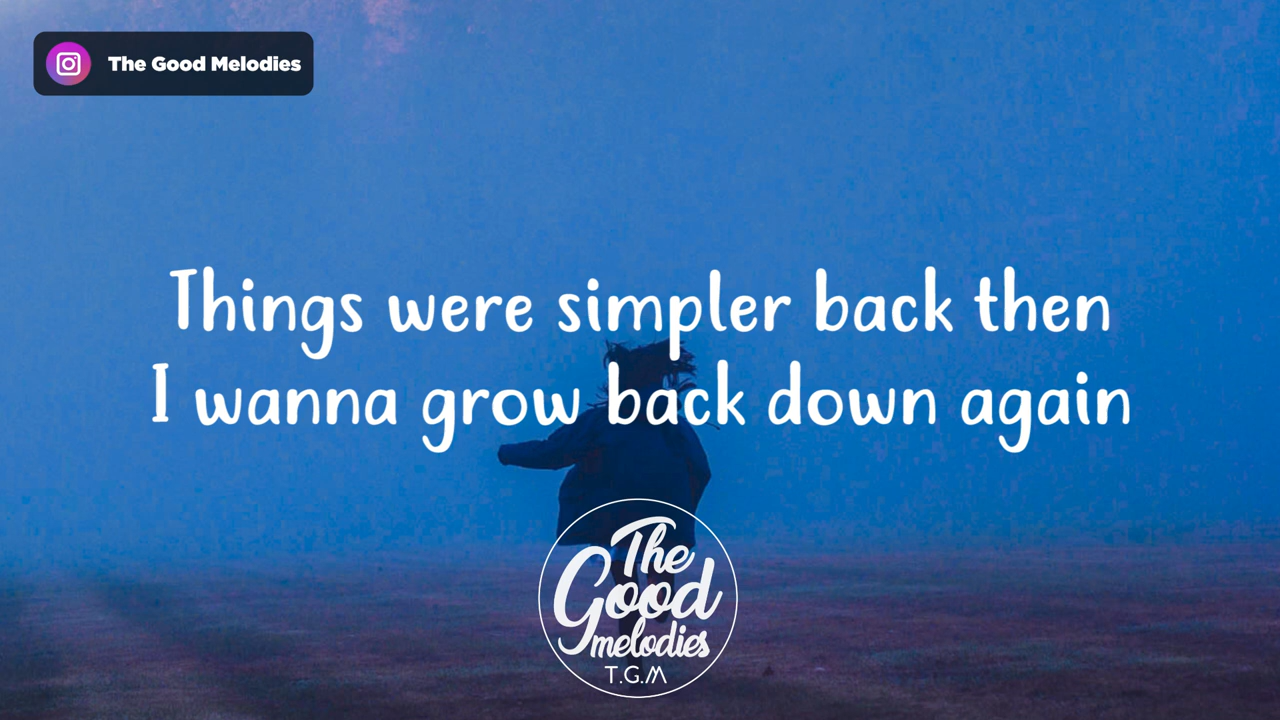 The Good Melodies
Things were simpler back then
I wanna grow back down again
The
Good
melodies
T.G.M